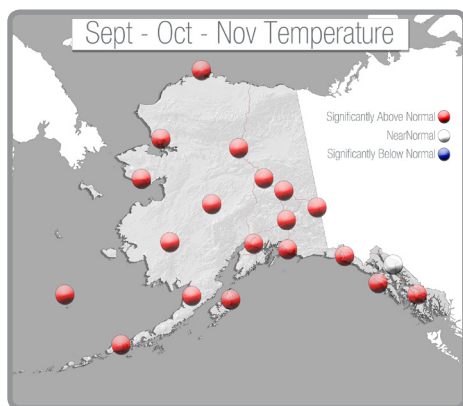 Sept - Oct - Nov Temperature
Significantly Above Normal
NearNormal
Significantly Below Normal